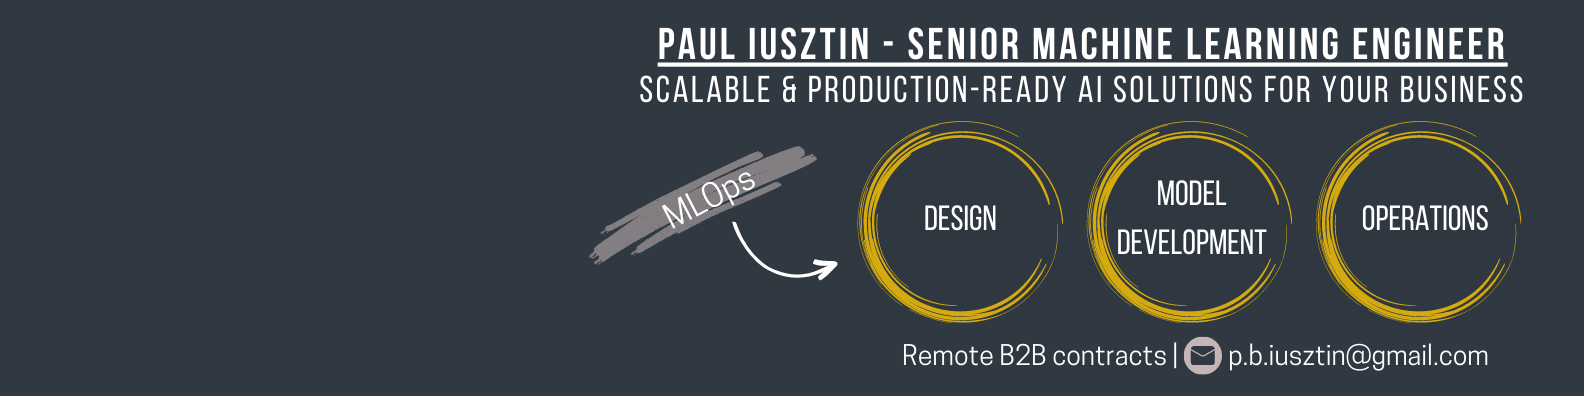 PAUL IUSZTIN - SENIOR MACHINE LEARNING ENGINEER
SCALABLE & PRODUCTION-READY AI SOLUTIONS FOR YOUR BUSINESS
MLOps
DESIGN
MODEL
DEVELOPMENT
OPERATIONS
Remote B2B contracts | p.b.iusztin@gmail.com